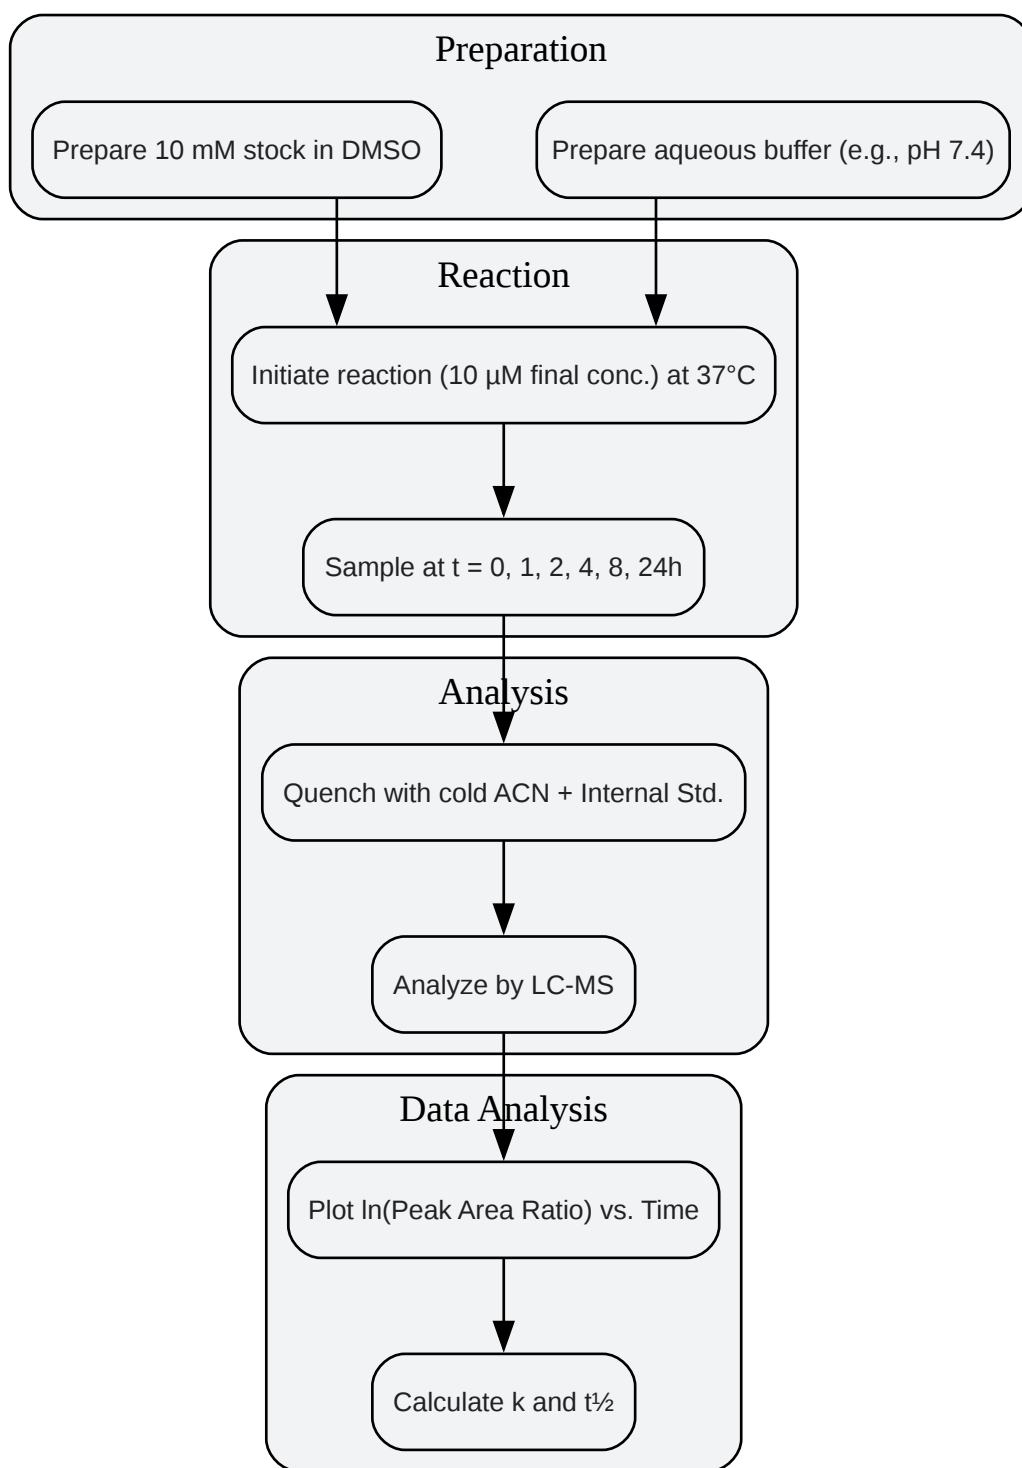 Preparation
Prepare 10 mM stock in DMSO
Prepare aqueous buffer (e.g., pH 7.4)
Reaction
Initiate reaction (10 µM final conc.) at 37°C
Sample at t = 0, 1, 2, 4, 8, 24h
Analysis
Quench with cold ACN + Internal Std.
Analyze by LC-MS
Data Analysis
Plot ln(Peak Area Ratio) vs. Time
Calculate k and t½